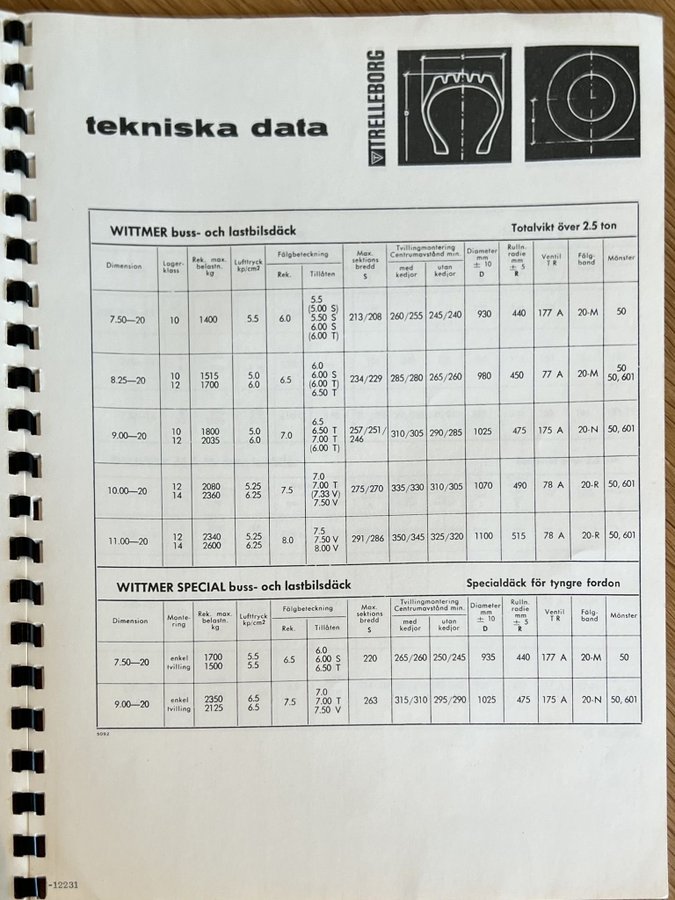 TRELLEBORG
tekniska data
WITTMER buss- och lastbilsdäck Totalvikt över 2.5 ton
Dimension Lager-klass Rek. max. belastn. kg Lufttryck kp/cm² Fälgbeteckning Rek. Tillåten Max. sektions bredd S Tvillingmontering Centrumavstånd min. med kedjor utan kedjor Diameter mm ± 10 D Rulln. radie mm ± 5 R Ventil TR Fälg-band Mönster
7.50—20 10 1400 5.5 6.0 5.5 (5.00 S) 5.50 S 6.00 S (6.00 T) 213/208 260/255 245/240 930 440 177 A 20-M 50
8.25—20 10 12 1515 1700 5.0 6.0 6.5 6.0 6.00 S (6.00 T) 6.50 T 234/229 285/280 265/260 980 450 77 A 20-M 50 50, 601
9.00—20 10 12 1800 2035 5.0 6.0 7.0 6.5 6.50 T 7.00 T (6.00 T) 257/251/246 310/305 290/285 1025 475 175 A 20-N 50, 601
10.00—20 12 14 2080 2360 5.25 6.25 7.5 7.0 7.00 T (7.33 V) 7.50 V 275/270 335/330 310/305 1070 490 78 A 20-R 50, 601
11.00—20 12 14 2340 2600 5.25 6.25 8.0 7.5 7.50 V 8.00 V 291/286 350/345 325/320 1100 515 78 A 20-R 50, 601
WITTMER SPECIAL buss- och lastbilsdäck Specialdäck för tyngre fordon
Dimension Monte-ring Rek. max. belastn. kg Lufttryck kp/cm² Fälgbeteckning Rek. Tillåten Max. sektions bredd S Tvillingmontering Centrumavstånd min. med kedjor utan kedjor Diameter mm ± 10 D Rulln. radie mm ± 5 R Ventil TR Fälg-band Mönster
7.50—20 enkel tvilling 1700 1500 5.5 5.5 6.5 6.0 6.00 S 6.50 T 220 265/260 250/245 935 440 177 A 20-M 50
9.00—20 enkel tvilling 2350 2125 6.5 6.5 7.5 7.0 7.00 T 7.50 V 263 315/310 295/290 1025 475 175 A 20-N 50, 601
5092
-12231